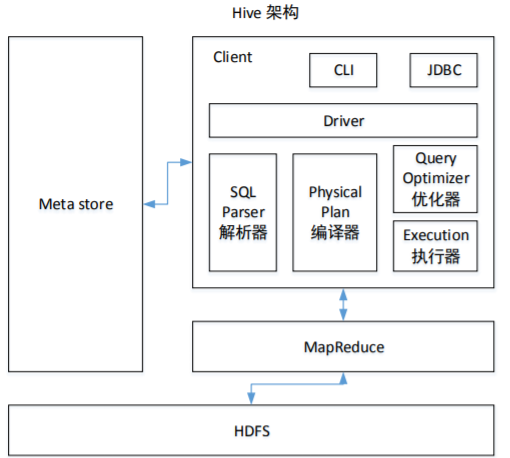 Hive 架构
Client
CLI
JDBC
Driver
Meta store
SQL
Parser
解析器
Physical
Plan
编译器
Query
Optimizer
优化器
Execution
执行器
MapReduce
HDFS